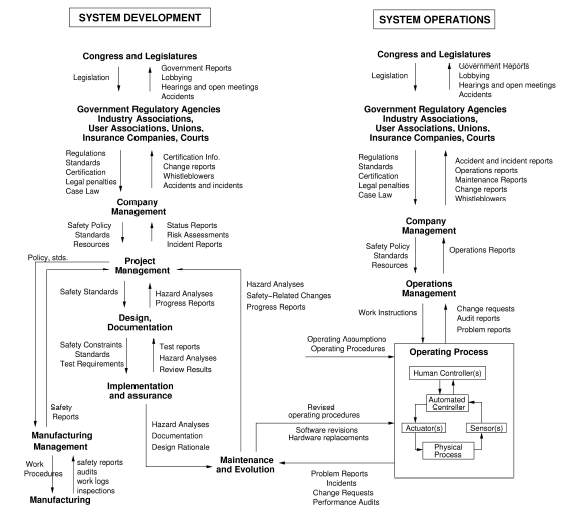 SYSTEM DEVELOPMENT
SYSTEM OPERATIONS
Congress and Legislatures
Legislation
Government Reports
Lobbying
Hearings and open meetings
Accidents
Government Regulatory Agencies
Industry Associations,
User Associations. Unions.
Insurance Companies, Courts
Regulations
Standards
Certification
Legal penalties
Case Law
Certification Info.
Change reports
Whistleblowers
Accidents and incidents
Company
Management
Safety Policy
Standards
Resources
Status Reports
Risk Assessments
Incident Reports
Policy, stds.
Project
Management
Safety Standards
Hazard Analyses
Progress Reports
Design,
Documentation
Safety Constraints
Standards
Test Requirements
Test reports
Hazard Analyses
Review Results
Implementation
and assurance
Safety
Reports
Manufacturing
Management
Work
Procedures
safety reports
audits
work logs
inspections
Manufacturing
Hazard Analyses
Documentation
Design Rationale
Hazard Analyses
Safety-Related Changes
Progress Reports
Maintenance
and Evolution
Congress and Legislatures
Legislation
Government Reports
Lobbying
Hearings and open meetings
Accidents
Government Regulatory Agencies
Industry Associations,
User Associations. Unions.
Insurance Companies, Courts
Regulations
Standards
Certification
Legal penalties
Case Law
Accident and incident reports
Operations reports
Maintenance Reports
Change reports
Whistleblowers
Company
Management
Safety Policy
Standards
Resources
Operations Reports
Operations
Management
Work Instructions
Change requests
Audit reports
Problem reports
Operating Assumptions
Operating Procedures
Operating Process
Human Controller(s)
Automated
Controller
Actuator(s)
Sensor(s)
Physical
Process
Revised
operating procedures
Software revisions
Hardware replacements
Problem Reports
Incidents
Change Requests
Performance Audits